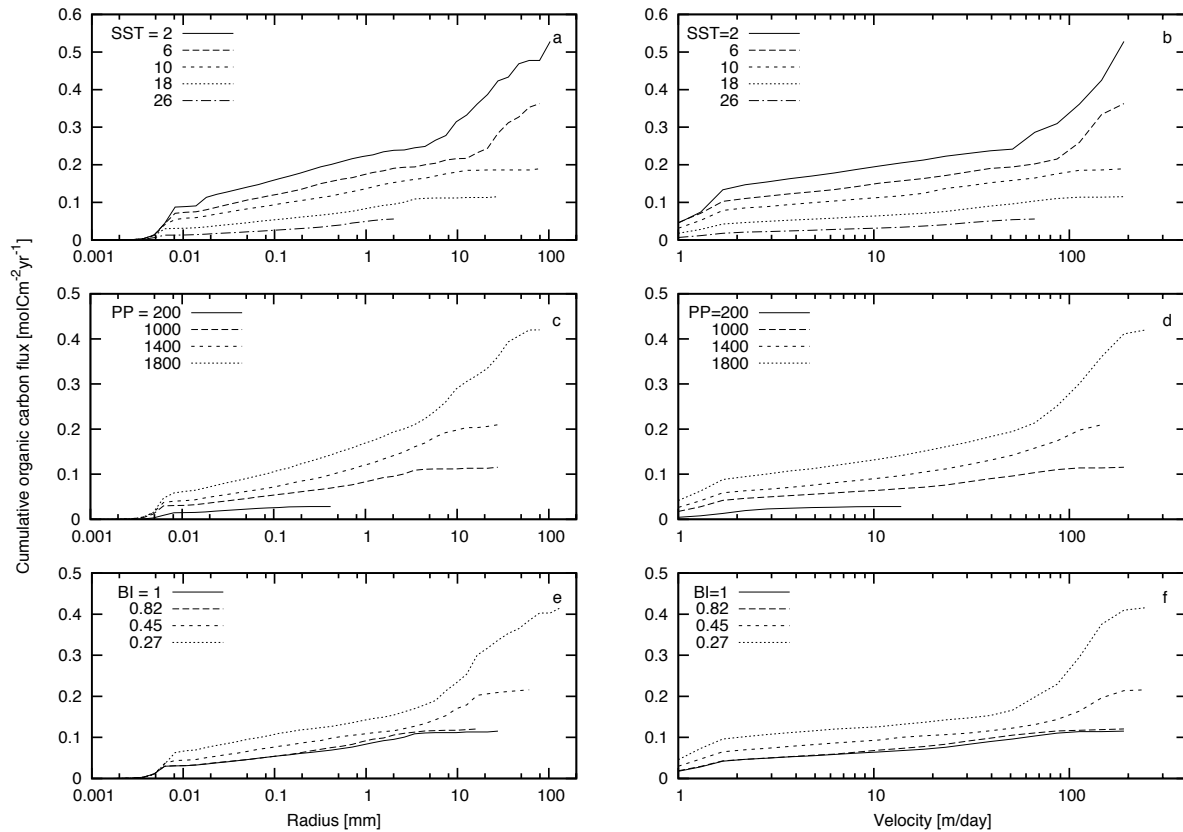 0.6
0.5
0.4
0.3
0.2
0.1
0
SST = 2
6
10
18
26
a
0.001 0.01 0.1 1 10 100
0.6
0.5
0.4
0.3
0.2
0.1
0
SST=2
6
10
18
26
b
1 10 100
Cumulative organic carbon flux [molCm⁻²yr⁻¹]
0.5
0.4
0.3
0.2
0.1
0
PP = 200
1000
1400
1800
c
0.001 0.01 0.1 1 10 100
0.5
0.4
0.3
0.2
0.1
0
PP=200
1000
1400
1800
d
1 10 100
0.5
0.4
0.3
0.2
0.1
0
BI = 1
0.82
0.45
0.27
e
0.001 0.01 0.1 1 10 100
Radius [mm]
0.5
0.4
0.3
0.2
0.1
0
BI=1
0.82
0.45
0.27
f
1 10 100
Velocity [m/day]